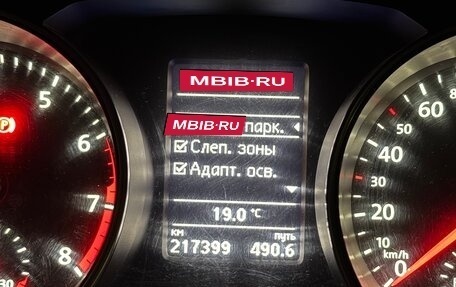 MBIB·RU
MBIB·RU парк.
Слеп. зоны
Адапт. осв.
19.0 °C
км путь
217399 490.6
5
6
7
8
P
30
60
50
40
30
20
10
0
km/h